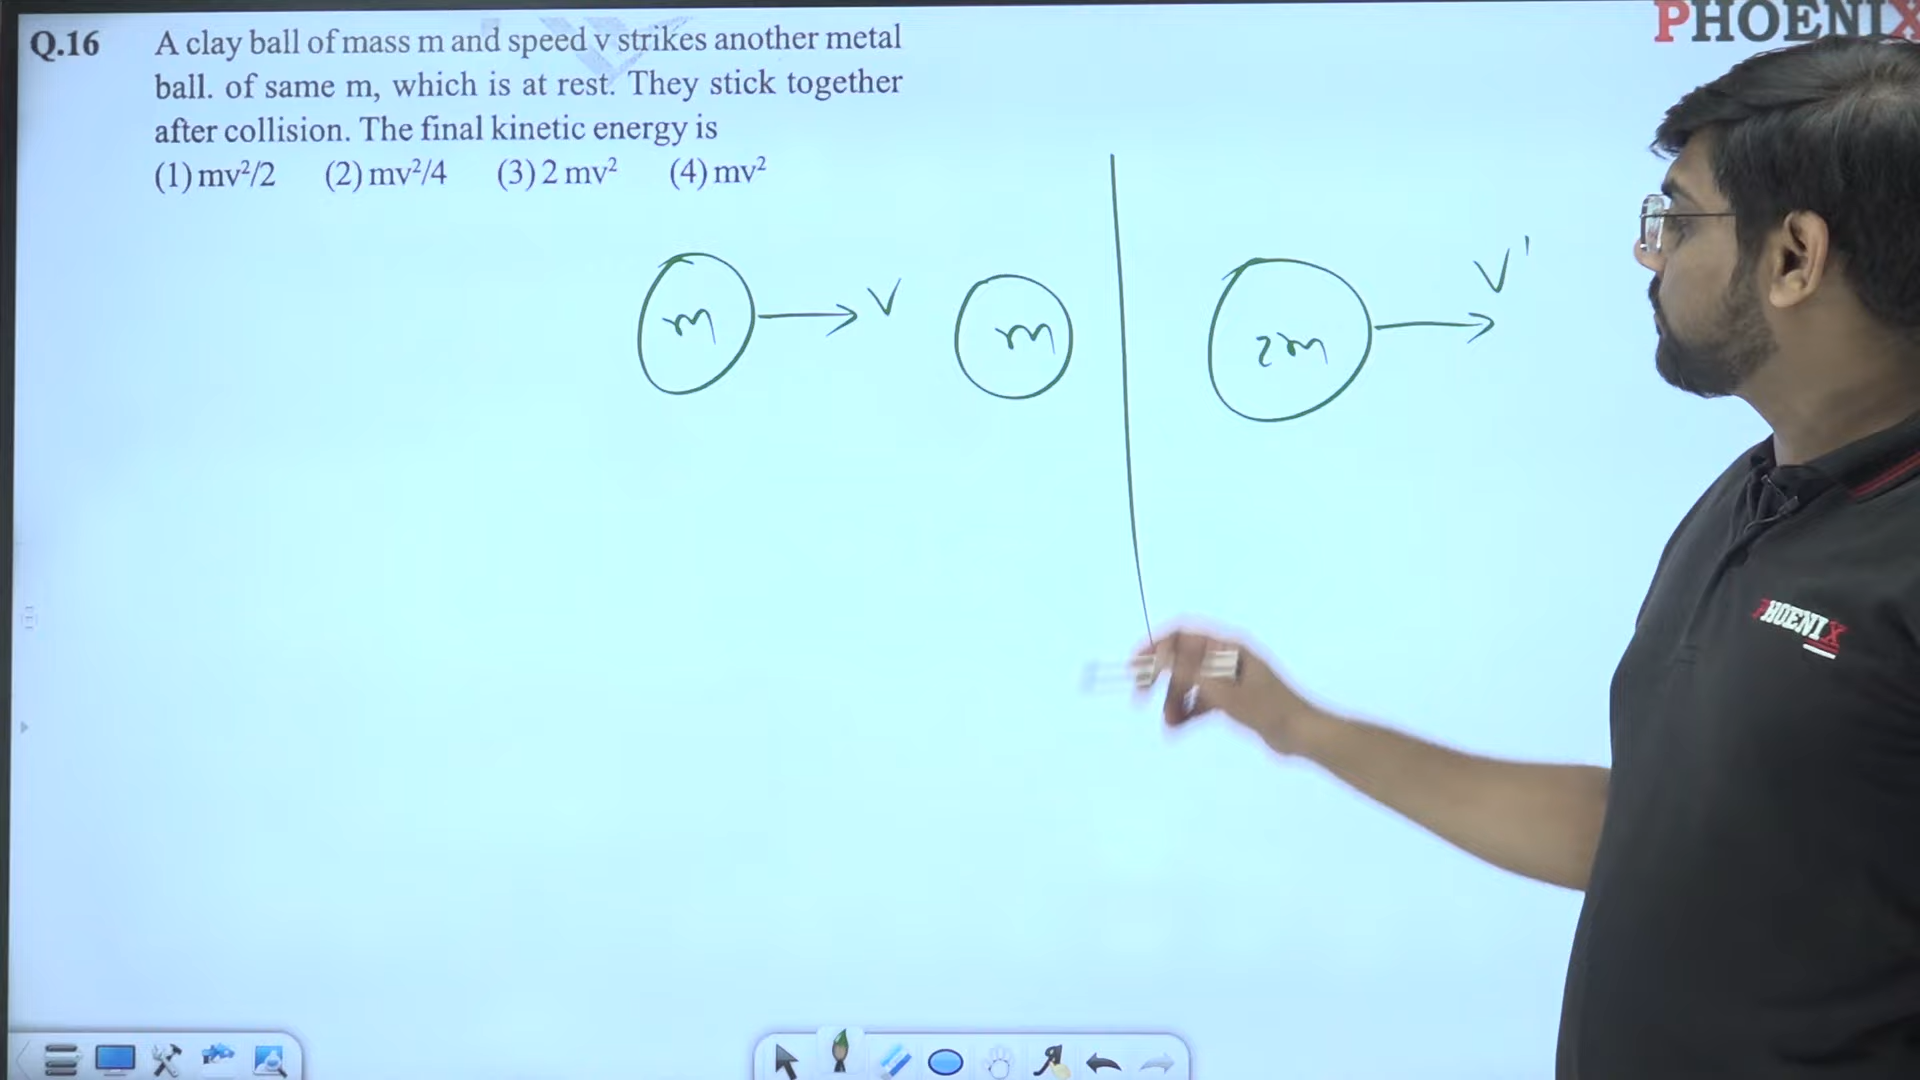 PHOENIX
Q.16 A clay ball of mass m and speed v strikes another metal
ball. of same m, which is at rest. They stick together
after collision. The final kinetic energy is
(1) mv²/2 (2) mv²/4 (3) 2 mv² (4) mv²
m → v m 2m → v'
PHOENIX